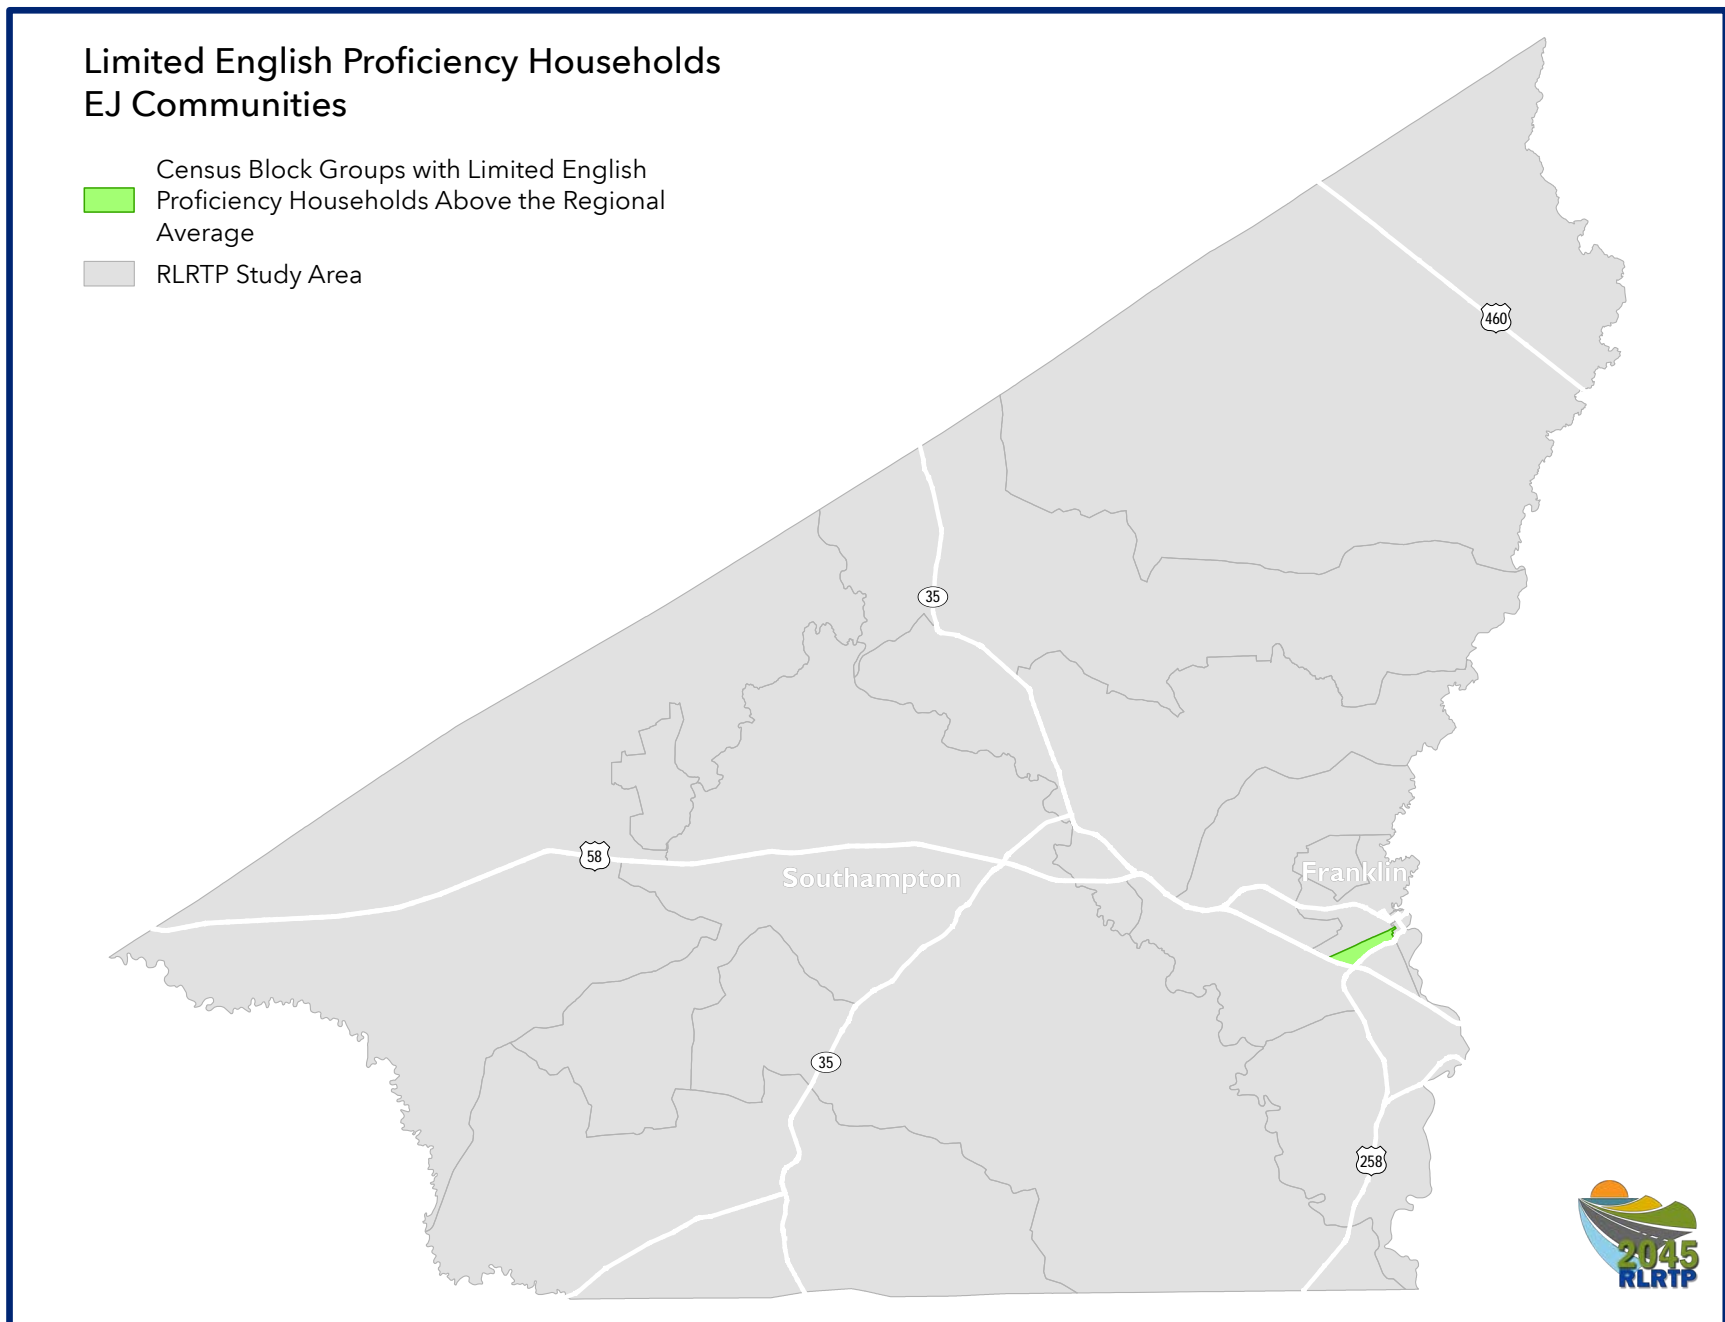 Limited English Proficiency Households
EJ Communities
Census Block Groups with Limited English
Proficiency Households Above the Regional
Average
RLRTP Study Area
460
35
58
Southampton
Franklin
35
258
2045
RLRTP